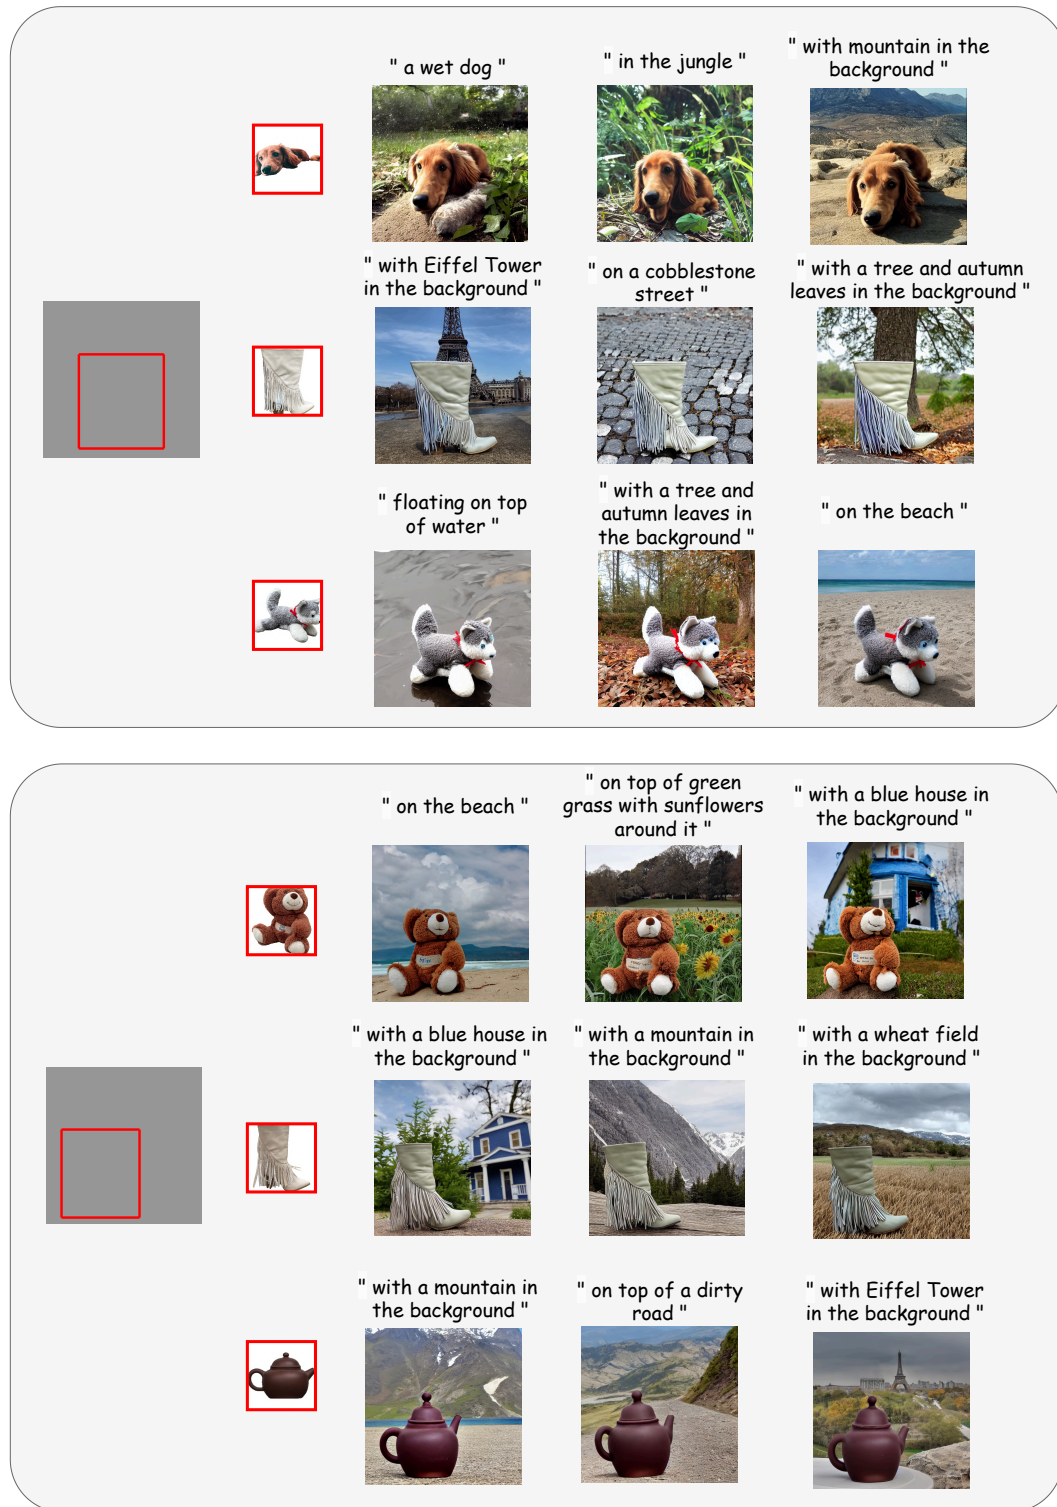 " a wet dog "
" in the jungle "
" with mountain in the
background "
" with Eiffel Tower
in the background "
" on a cobblestone
street "
" with a tree and autumn
leaves in the background "
" floating on top
of water "
" with a tree and
autumn leaves in
the background "
" on the beach "
" on the beach "
" on top of green
grass with sunflowers
around it "
" with a blue house in
the background "
" with a blue house in
the background "
" with a mountain in
the background "
" with a wheat field
in the background "
" with a mountain in
the background "
" on top of a dirty
road "
" with Eiffel Tower
in the background "